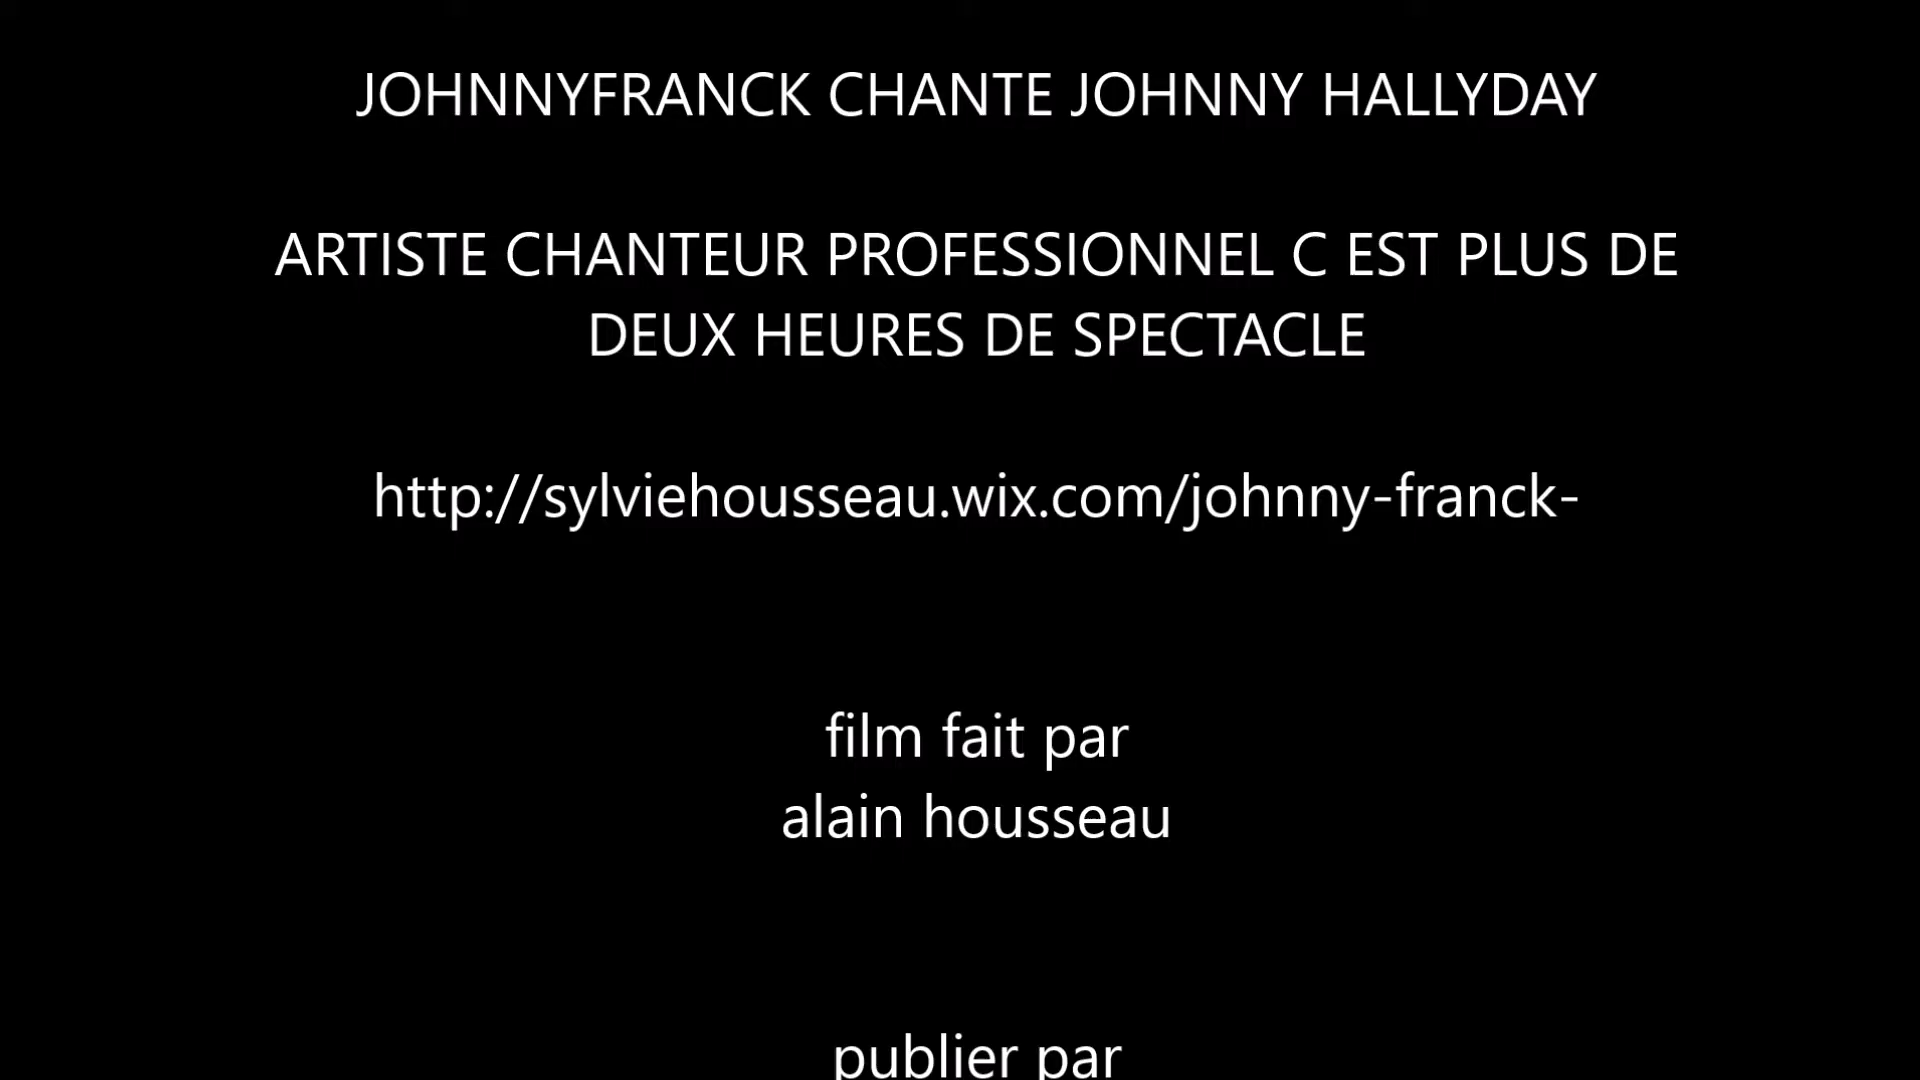 JOHNNYFRANCK CHANTE JOHNNY HALLYDAY
ARTISTE CHANTEUR PROFESSIONNEL C EST PLUS DE
DEUX HEURES DE SPECTACLE
http://sylviehousseau.wix.com/johnny-franck-
film fait par
alain housseau
publier par